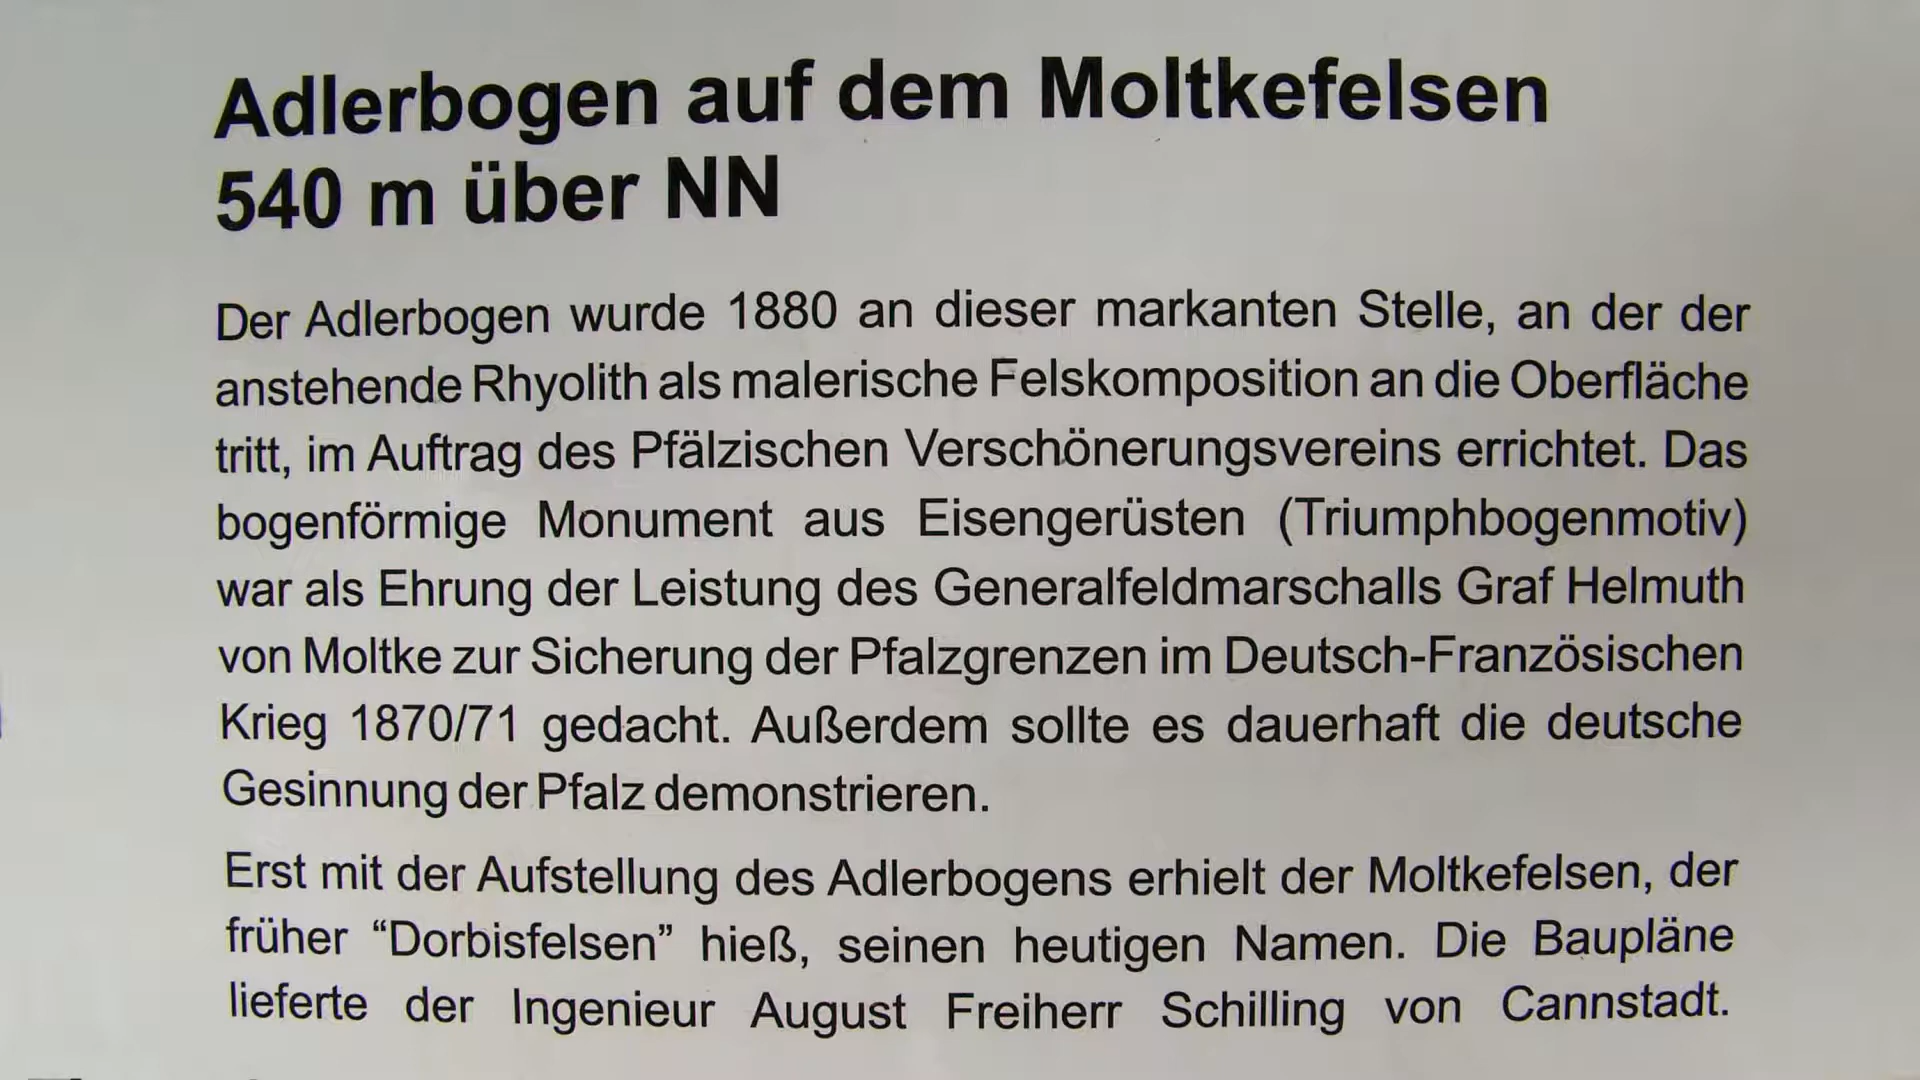 Adlerbogen auf dem Moltkefelsen
540 m über NN
Der Adlerbogen wurde 1880 an dieser markanten Stelle, an der der
anstehende Rhyolith als malerische Felskomposition an die Oberfläche
tritt, im Auftrag des Pfälzischen Verschönerungsvereins errichtet. Das
bogenförmige Monument aus Eisengerüsten (Triumphbogenmotiv)
war als Ehrung der Leistung des Generalfeldmarschalls Graf Helmuth
von Moltke zur Sicherung der Pfalzgrenzen im Deutsch-Französischen
Krieg 1870/71 gedacht. Außerdem sollte es dauerhaft die deutsche
Gesinnung der Pfalz demonstrieren.
Erst mit der Aufstellung des Adlerbogens erhielt der Moltkefelsen, der
früher “Dorbisfelsen” hieß, seinen heutigen Namen. Die Baupläne
lieferte der Ingenieur August Freiherr Schilling von Cannstadt.